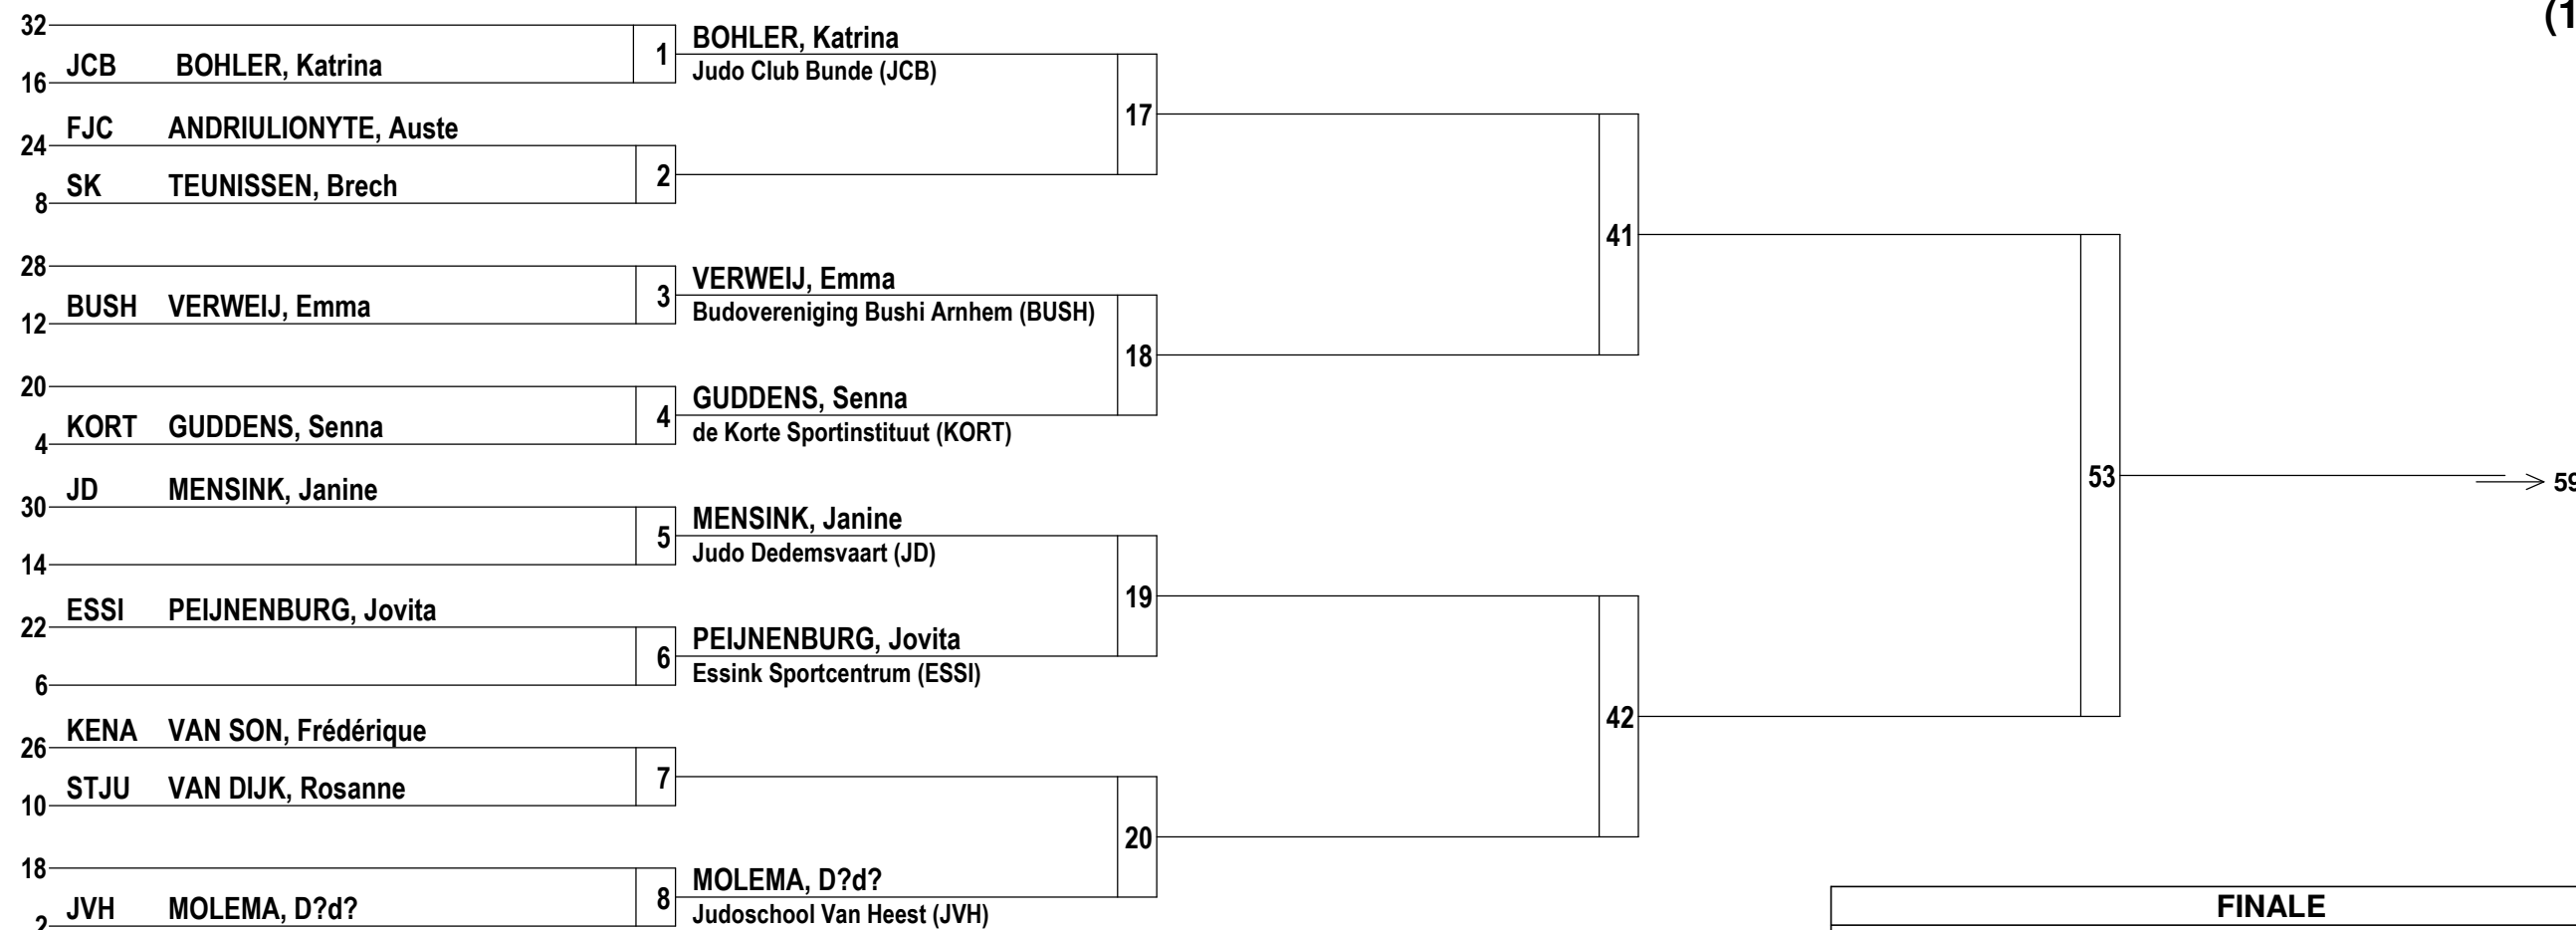 (1
32
JCB BOHLER, Katrina
16
1
BOHLER, Katrina
Judo Club Bunde (JCB)
FJC ANDRIULIONYTE, Auste
24
SK TEUNISSEN, Brech
8
2
17
28
BUSH VERWEIJ, Emma
12
3
VERWEIJ, Emma
Budovereniging Bushi Arnhem (BUSH)
20
KORT GUDDENS, Senna
4
4
GUDDENS, Senna
de Korte Sportinstituut (KORT)
18
41
JD MENSINK, Janine
30
14
5
MENSINK, Janine
Judo Dedemsvaart (JD)
ESSI PEIJNENBURG, Jovita
22
6
6
PEIJNENBURG, Jovita
Essink Sportcentrum (ESSI)
19
KENA VAN SON, Frédérique
26
STJU VAN DIJK, Rosanne
10
7
18
JVH MOLEMA, D?d?
2
8
MOLEMA, D?d?
Judoschool Van Heest (JVH)
20
42
53
59
FINALE